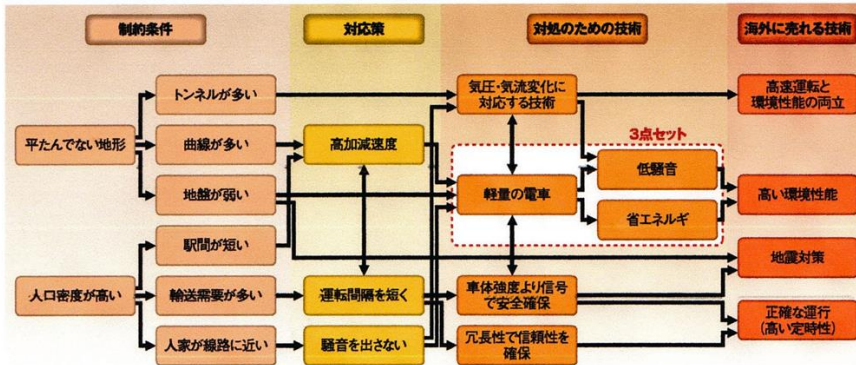 制約条件
対応策
対処のための技術
海外に売れる技術
トンネルが多い
気圧・気流変化に
対応する技術
高速運転と
環境性能の両立
3点セット
平たんでない地形
曲線が多い
高加減速度
低騒音
地盤が弱い
軽量の電車
高い環境性能
省エネルギ
駅間が短い
地震対策
人口密度が高い
輸送需要が多い
運転間隔を短く
車体強度より信号
で安全確保
正確な運行
(高い定時性)
人家が線路に近い
騒音を出さない
冗長性で信頼性を
確保